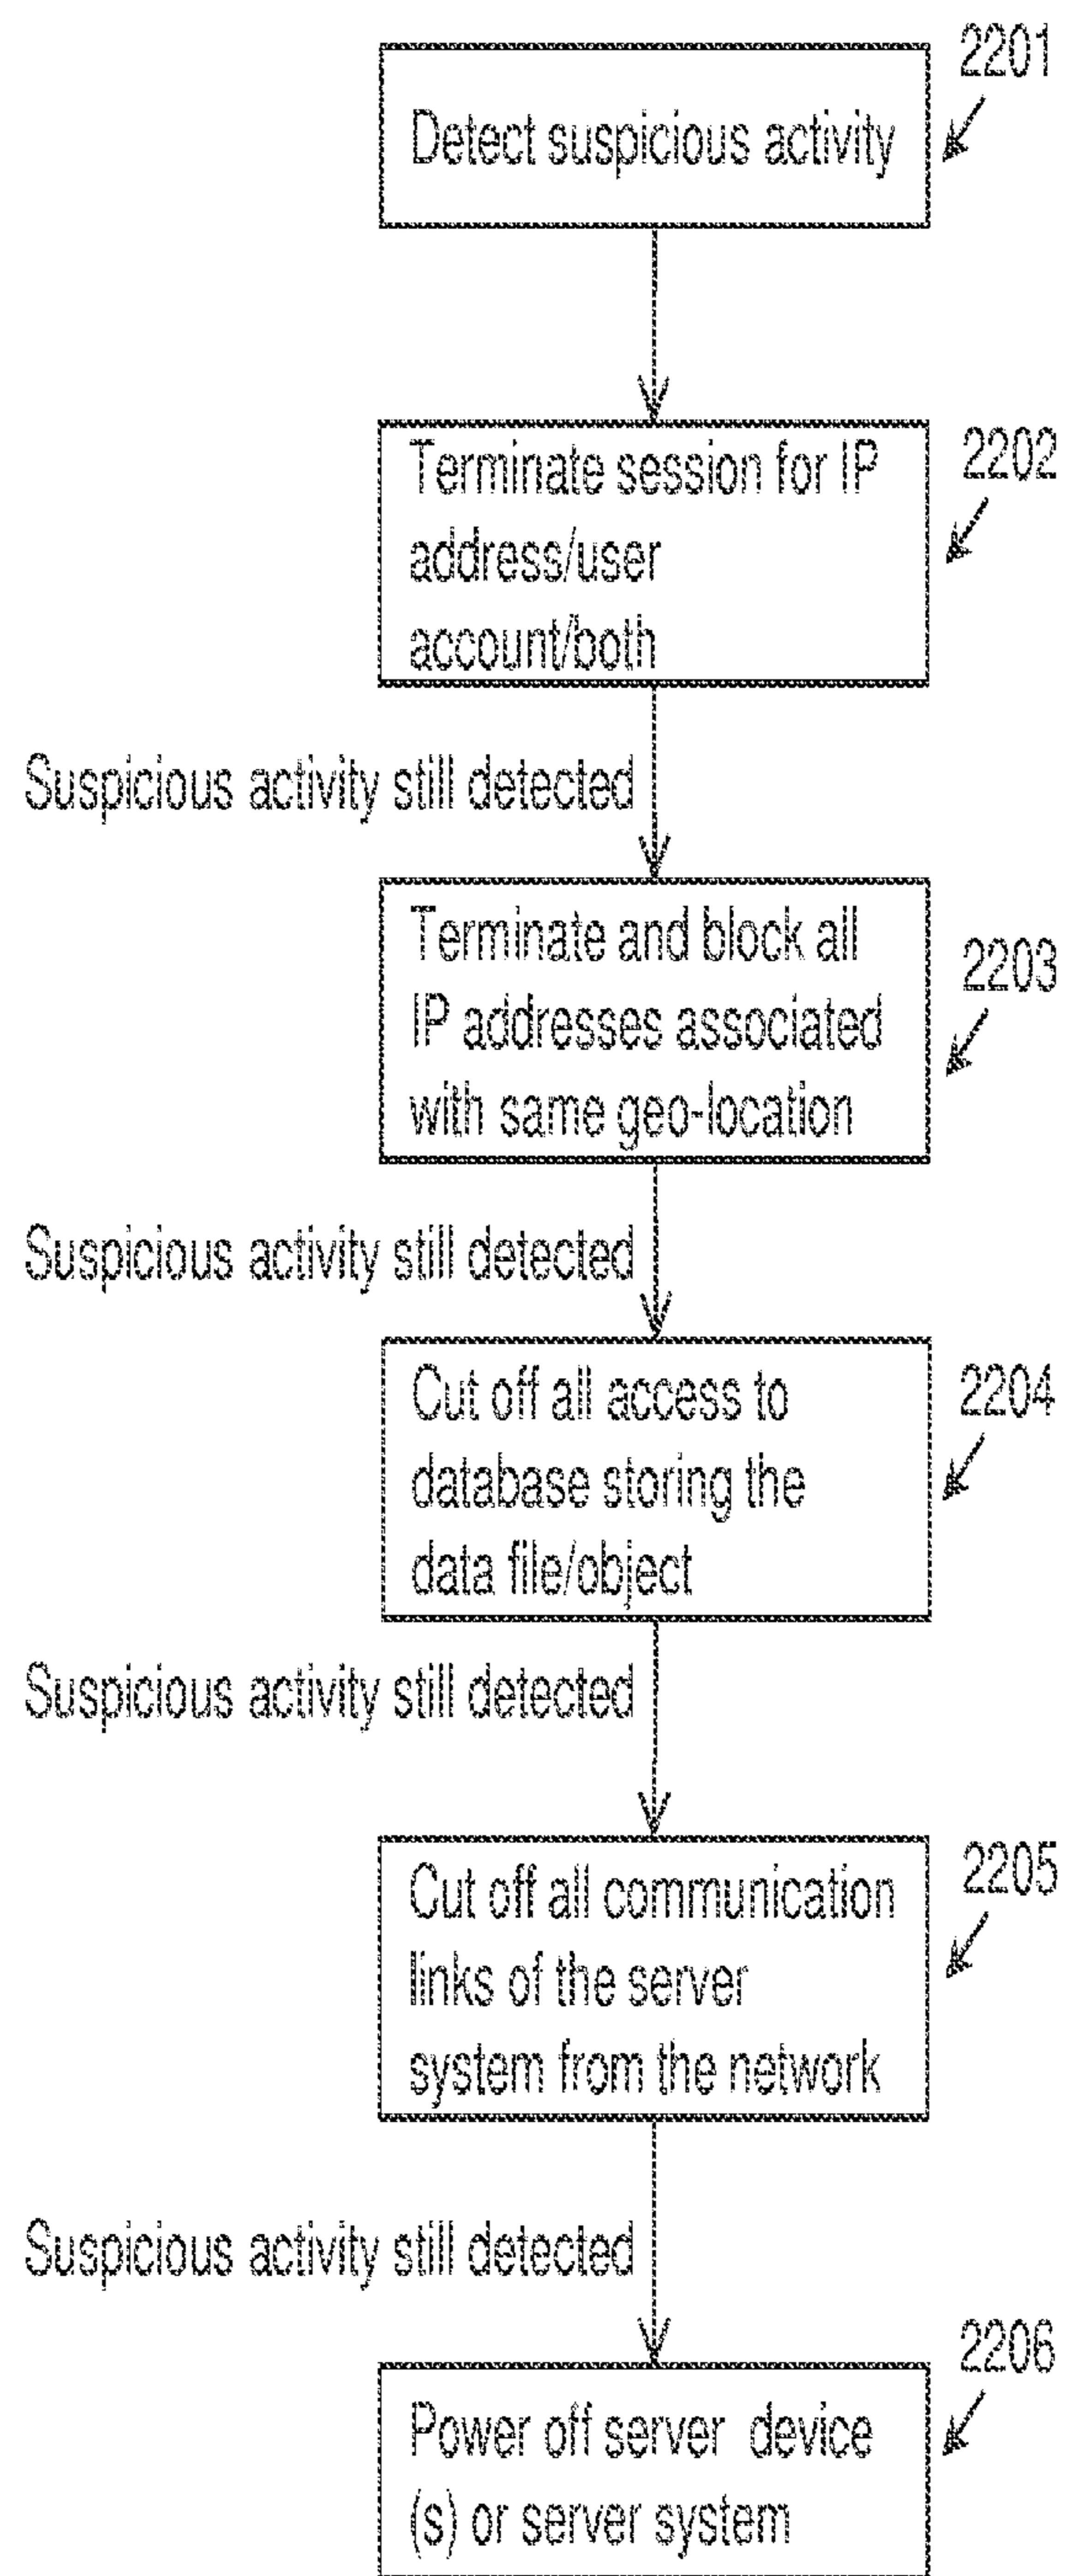 2201
Detect suspicious activity
2202
Terminate session for IP
address/user
account/both
Suspicious activity still detected
2203
Terminate and block all
IP addresses associated
with same geo-location
Suspicious activity still detected
2204
Cut off all access to
database storing the
data file/object
Suspicious activity still detected
2205
Cut off all communication
links of the server
system from the network
Suspicious activity still detected
2206
Power off server device
(s) or server system